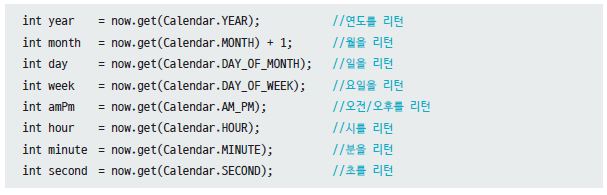 int year    = now.get(Calendar.YEAR);           //연도를 리턴
int month   = now.get(Calendar.MONTH) + 1;      //월을 리턴
int day     = now.get(Calendar.DAY_OF_MONTH);   //일을 리턴
int week    = now.get(Calendar.DAY_OF_WEEK);    //요일을 리턴
int amPm    = now.get(Calendar.AM_PM);          //오전/오후를 리턴
int hour    = now.get(Calendar.HOUR);           //시를 리턴
int minute  = now.get(Calendar.MINUTE);         //분을 리턴
int second  = now.get(Calendar.SECOND);         //초를 리턴